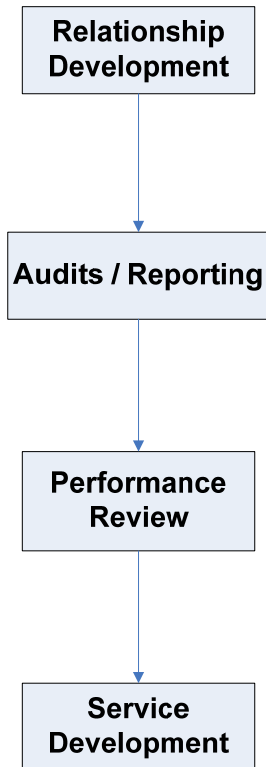 Relationship
Development
Audits / Reporting
Performance
Review
Service
Development